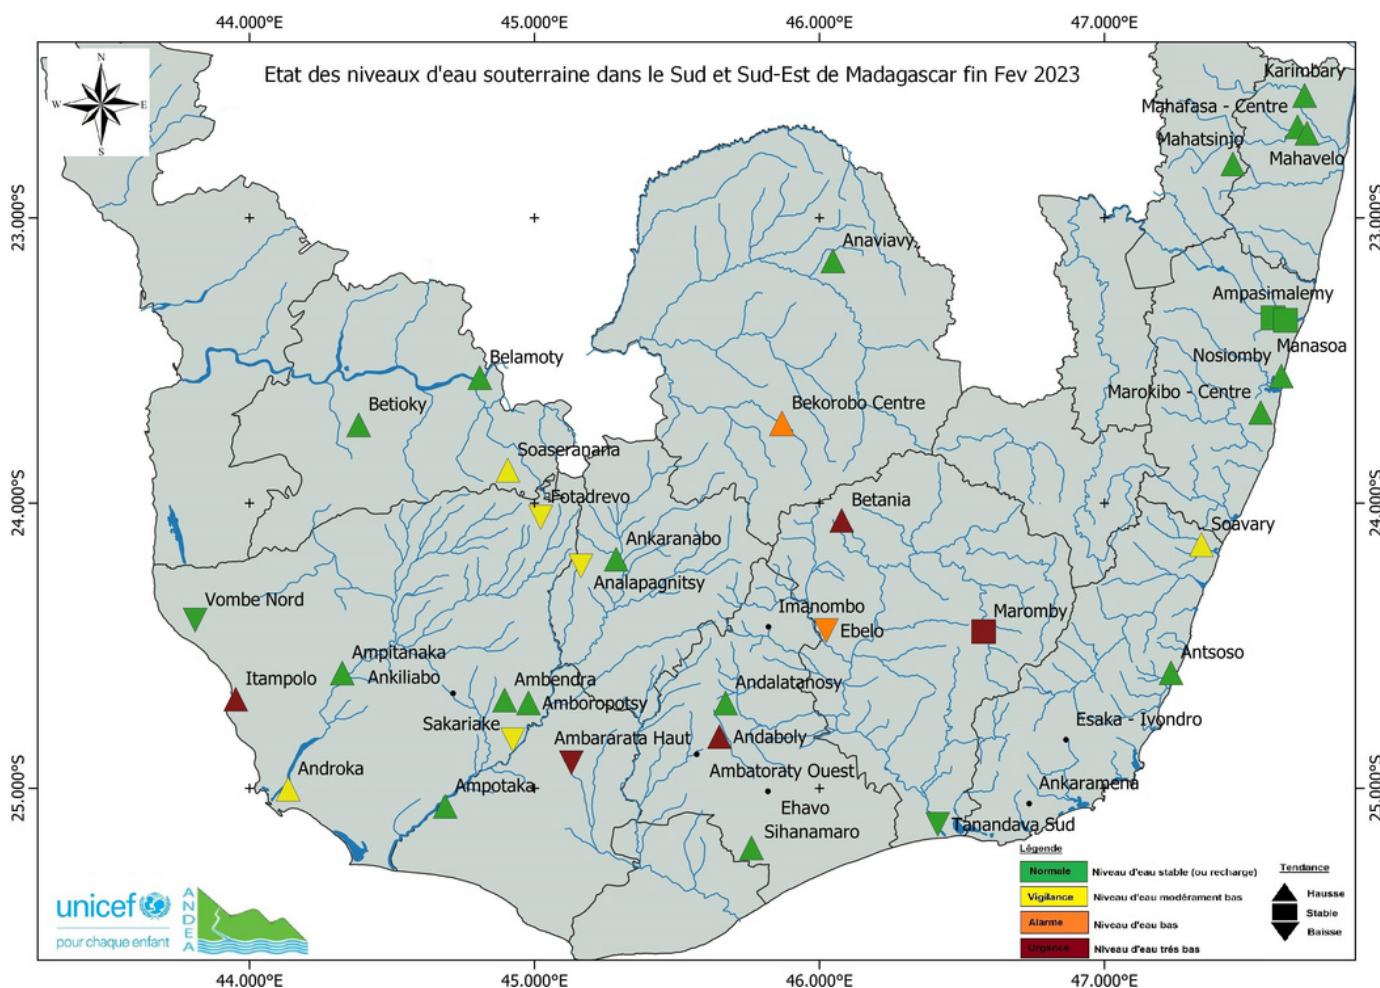 44.000°E 45.000°E 46.000°E 47.000°E
N
W E
S
Etat des niveaux d'eau souterraine dans le Sud et Sud-Est de Madagascar fin Fev 2023
Karimbary
Mahafasa - Centre
Mahatsinjo
Mahavelo
23.000°S 23.000°S
Anaviavy
Ampasimalemy
Manasoa
Nosiomby
Belamoty
Marokibo - Centre
Betioky
Bekorobo Centre
Soaseranana
Fotadrevo
Betania
24.000°S 24.000°S
Soavary
Ankaranabo
Analapagnitsy
Vombe Nord
Imanombo
Maromby
Ebelo
Ampitanaka
Antsoso
Itampolo
Ankiliabo
Ambendra
Andalatanosy
Amboropotsy
Esaka - Ivondro
Sakariake
Ambararata Haut
Andaboly
Androka
Ambatoraty Ouest
Ampotaka
Ankaramena
25.000°S 25.000°S
Ehavo
Tanandava Sud
Sihanamaro
Légende
Normale Niveau d'eau stable (ou recharge)
Vigilance Niveau d'eau modérament bas
Alarme Niveau d'eau bas
Urgence Niveau d'eau trés bas
Tendance
Hausse
Stable
Baisse
unicef
pour chaque enfant
ANDEA
44.000°E 45.000°E 46.000°E 47.000°E